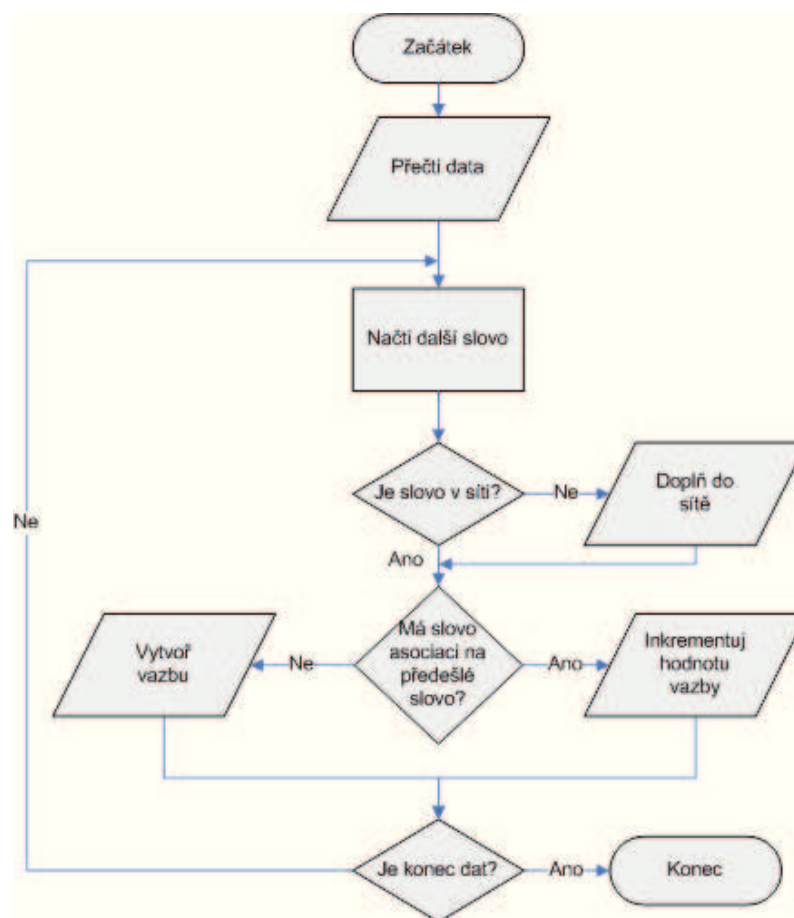 Začátek
Přečti data
Načti další slovo
Je slovo v síti?
Ne
Doplň do
sítě
Ne
Ano
Má slovo
asociaci na
předešlé
slovo?
Vytvoř
vazbu
Ne
Ano
Inkrementuj
hodnotu
vazby
Je konec dat?
Ano
Konec